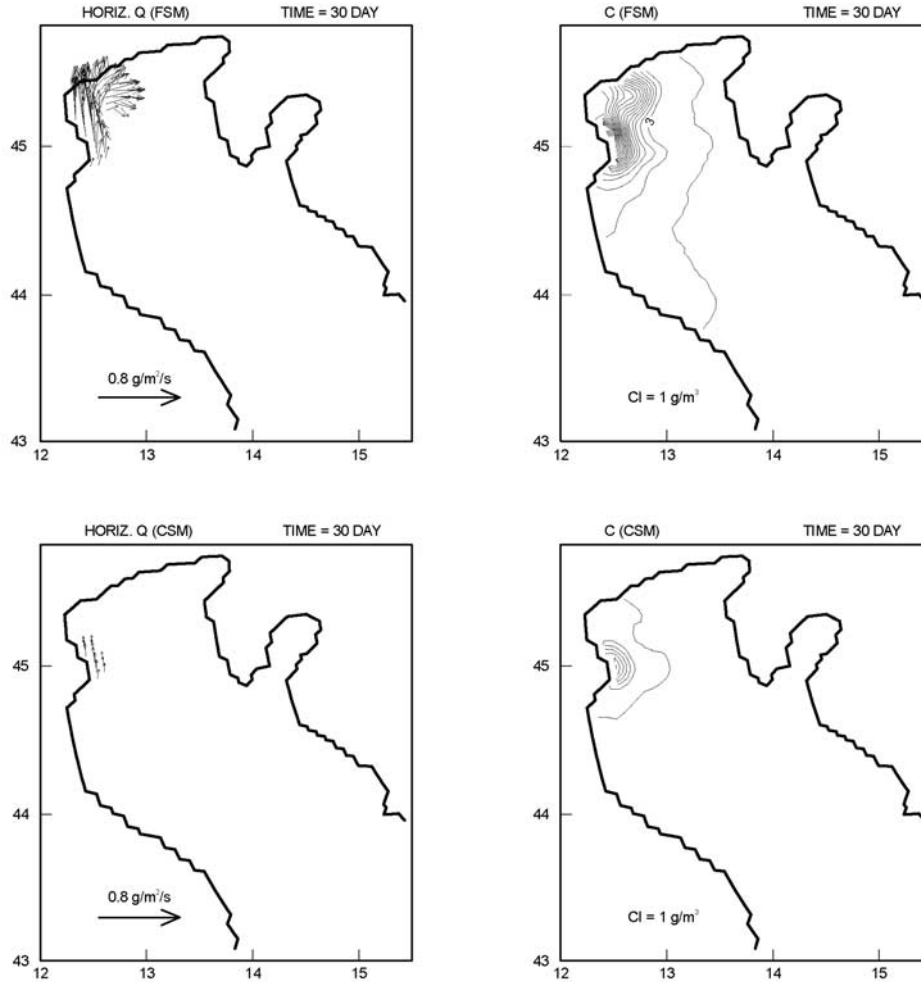 HORIZ. Q (FSM) TIME = 30 DAY
45
44
43
0.8 g/m²/s
12 13 14 15
C (FSM) TIME = 30 DAY
3
45
44
43
CI = 1 g/m³
12 13 14 15
HORIZ. Q (CSM) TIME = 30 DAY
45
44
43
0.8 g/m²/s
12 13 14 15
C (CSM) TIME = 30 DAY
45
44
43
CI = 1 g/m³
12 13 14 15